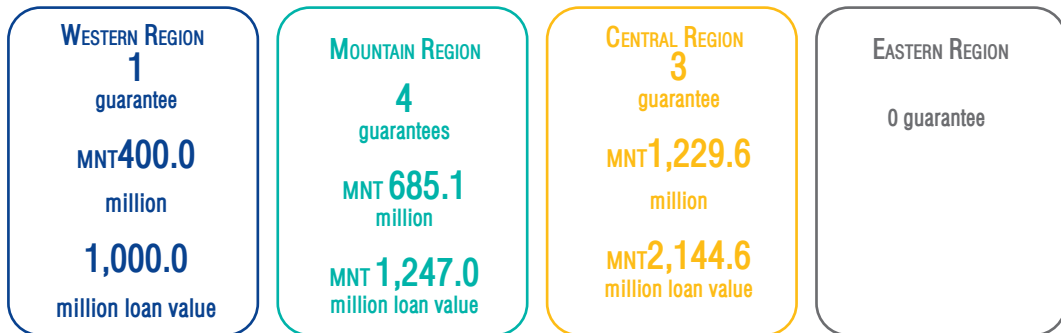 WESTERN REGION
1
guarantee
MNT400.0
million
1,000.0
million loan value
MOUNTAIN REGION
4
guarantees
MNT 685.1
million
MNT 1,247.0
million loan value
CENTRAL REGION
3
guarantee
MNT1,229.6
million
MNT2,144.6
million loan value
EASTERN REGION
0 guarantee